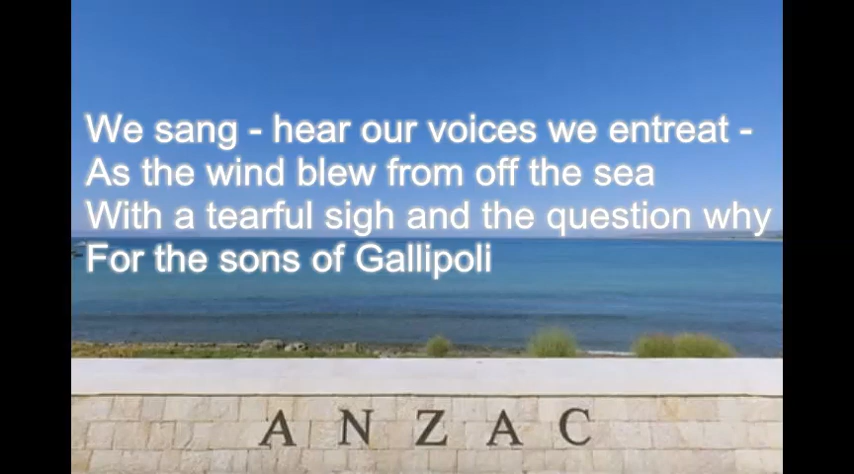 We sang - hear our voices we entreat -
As the wind blew from off the sea
With a tearful sigh and the question why
For the sons of Gallipoli
ANZAC